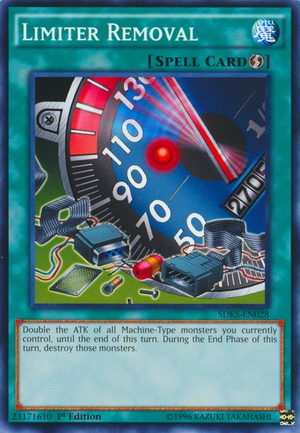 LIMITER REMOVAL
[SPELL CARD]
130
110
90
70
50
270
SDKS-EN028
Double the ATK of all Machine-Type monsters you currently
control, until the end of this turn. During the End Phase of this
turn, destroy those monsters.
23171610 1st Edition ©1996 KAZUKI TAKAHASHI